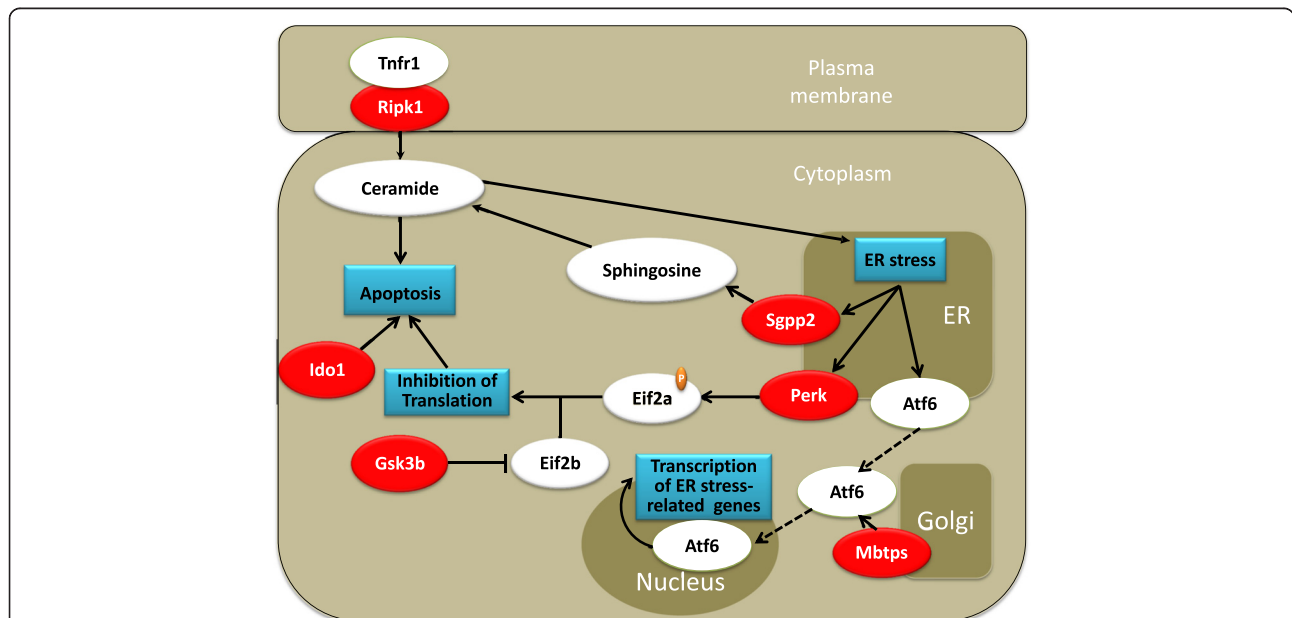 Tnfr1
Plasma
membrane
Ripk1
Cytoplasm
Ceramide
ER stress
Sphingosine
Apoptosis
Sgpp2
ER
Ido1
Inhibition of
Translation
Eif2a
P
Perk
Atf6
Gsk3b
Eif2b
Transcription
of ER stress-
related genes
Atf6
Golgi
Atf6
Mbtps
Nucleus